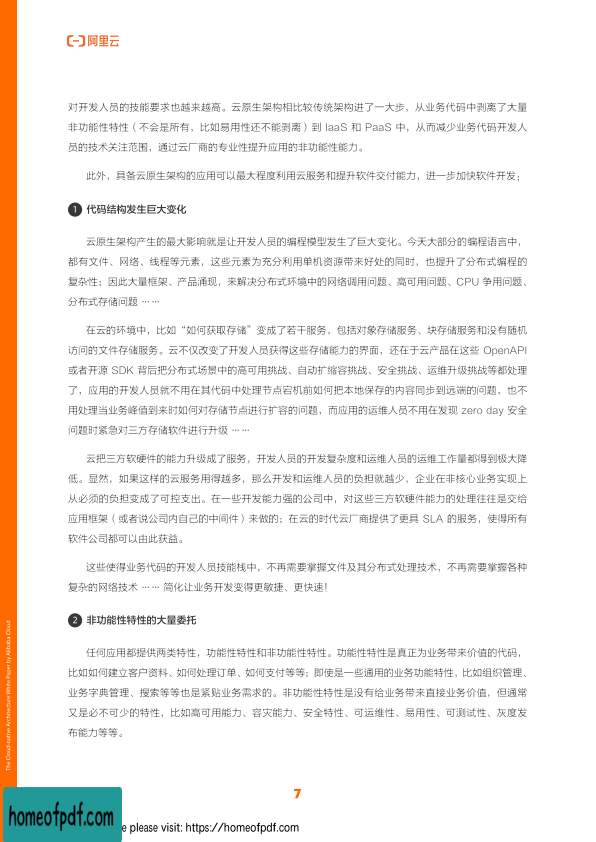 阿里云
对开发人员的技能要求也越来越高。云原生架构相比较传统架构进了一大步，从业务代码中剥离了大量
非功能性特性（不会是所有，比如易用性还不能剥离）到 IaaS 和 PaaS 中，从而减少业务代码开发人
员的技术关注范围，通过云厂商的专业性提升应用的非功能性能力。
此外，具备云原生架构的应用可以最大程度利用云服务和提升软件交付能力，进一步加快软件开发；
1 代码结构发生巨大变化
云原生架构产生的最大影响就是让开发人员的编程模型发生了巨大变化。今天大部分的编程语言中，
都有文件、网络、线程等元素，这些元素为充分利用单机资源带来好处的同时，也提升了分布式编程的
复杂性；因此大量框架、产品涌现，来解决分布式环境中的网络调用问题、高可用问题、CPU 争用问题、
分布式存储问题 ……
在云的环境中，比如“如何获取存储”变成了若干服务，包括对象存储服务、块存储服务和没有随机
访问的文件存储服务。云不仅改变了开发人员获得这些存储能力的界面，还在于云产品在这些 OpenAPI
或者开源 SDK 背后把分布式场景中的高可用挑战、自动扩缩容挑战、安全挑战、运维升级挑战等都处理
了，应用的开发人员就不用在其代码中处理节点宕机前如何把本地保存的内容同步到远端的问题，也不
用处理当业务峰值到来时如何对存储节点进行扩容的问题，而应用的运维人员不用在发现 zero day 安全
问题时紧急对三方存储软件进行升级 ……
云把三方软硬件的能力升级成了服务，开发人员的开发复杂度和运维人员的运维工作量都得到极大降
低。显然，如果这样的云服务用得越多，那么开发和运维人员的负担就越少，企业在非核心业务实现上
从必须的负担变成了可控支出。在一些开发能力强的公司中，对这些三方软硬件能力的处理往往是交给
应用框架（或者说公司内自己的中间件）来做的；在云的时代云厂商提供了更具 SLA 的服务，使得所有
软件公司都可以由此获益。
这些使得业务代码的开发人员技能栈中，不再需要掌握文件及其分布式处理技术，不再需要掌握各种
复杂的网络技术 …… 简化让业务开发变得更敏捷、更快速！
2 非功能性特性的大量委托
任何应用都提供两类特性，功能性特性和非功能性特性。功能性特性是真正为业务带来价值的代码，
比如如何建立客户资料、如何处理订单、如何支付等等；即使是一些通用的业务功能特性，比如组织管理、
业务字典管理、搜索等等也是紧贴业务需求的。非功能性特性是没有给业务带来直接业务价值，但通常
又是必不可少的特性，比如高可用能力、容灾能力、安全特性、可运维性、易用性、可测试性、灰度发
布能力等等。
The Cloud-native Architecture White Paper by Alibaba Cloud
7
homeofpdf.com
e please visit: https://homeofpdf.com